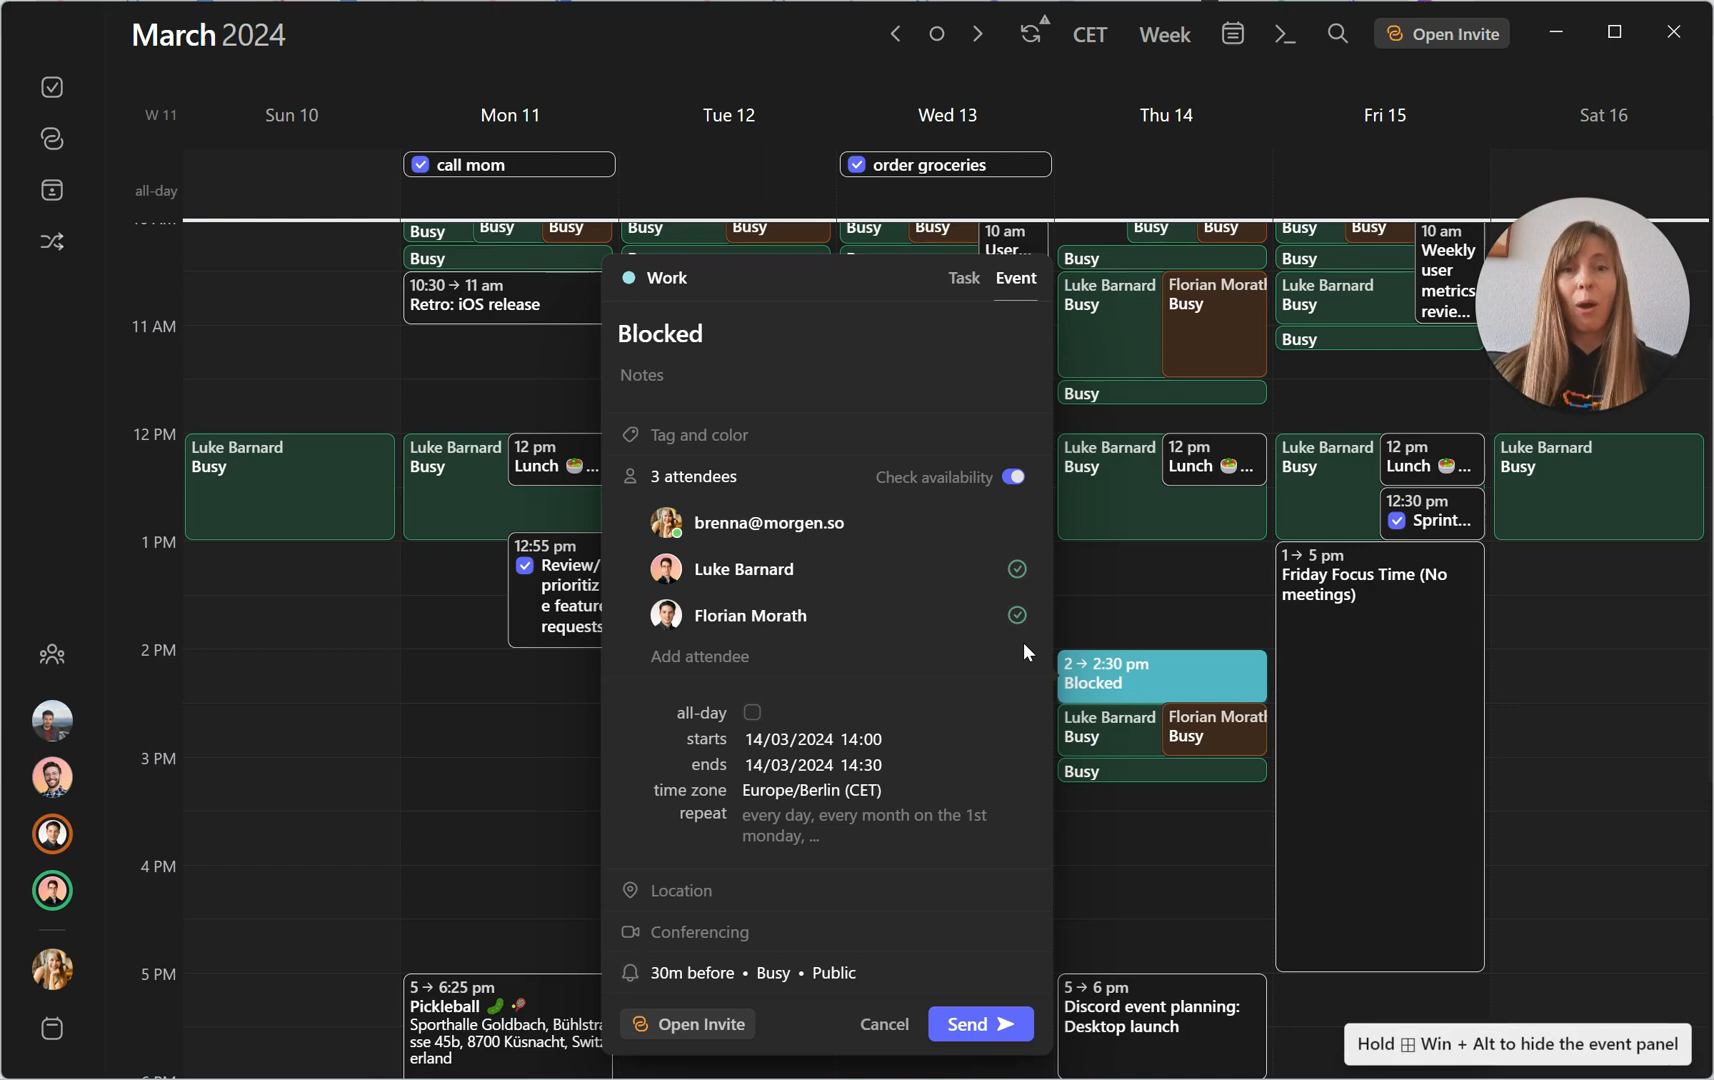 March 2024
CET
Week
Open Invite
W 11
Sun 10
Mon 11
Tue 12
Wed 13
Thu 14
Fri 15
Sat 16
all-day
call mom
order groceries
Busy
Busy
Busy
Busy
Busy
Busy
Busy
10 am
User...
Busy
Busy
Busy
Busy
10 am
Weekly
user
metrics
revie...
Busy
10:30 → 11 am
Retro: iOS release
Busy
Luke Barnard
Busy
Florian Morath
Busy
Busy
Busy
Luke Barnard
Busy
Busy
11 AM
12 PM
1 PM
2 PM
3 PM
4 PM
5 PM
Luke Barnard
Busy
Luke Barnard
Busy
12 pm
Lunch 🥗...
12:55 pm
Review/
prioritiz
e feature
requests
5 → 6:25 pm
Pickleball 🥒 🏓
Sporthalle Goldbach, Bühlstra
sse 45b, 8700 Küsnacht, Switz
erland
Work
Task
Event
Blocked
Notes
Tag and color
3 attendees
Check availability
brenna@morgen.so
Luke Barnard
Florian Morath
Add attendee
all-day
starts 14/03/2024 14:00
ends 14/03/2024 14:30
time zone Europe/Berlin (CET)
repeat every day, every month on the 1st
monday, ...
Location
Conferencing
30m before • Busy • Public
Open Invite
Cancel
Send
Luke Barnard
Busy
12 pm
Lunch 🥗...
2 → 2:30 pm
Blocked
Luke Barnard
Busy
Florian Morath
Busy
Busy
5 → 6 pm
Discord event planning:
Desktop launch
Luke Barnard
Busy
12 pm
Lunch 🥗...
12:30 pm
Sprint...
1 → 5 pm
Friday Focus Time (No
meetings)
Luke Barnard
Busy
Hold ⊞ Win + Alt to hide the event panel